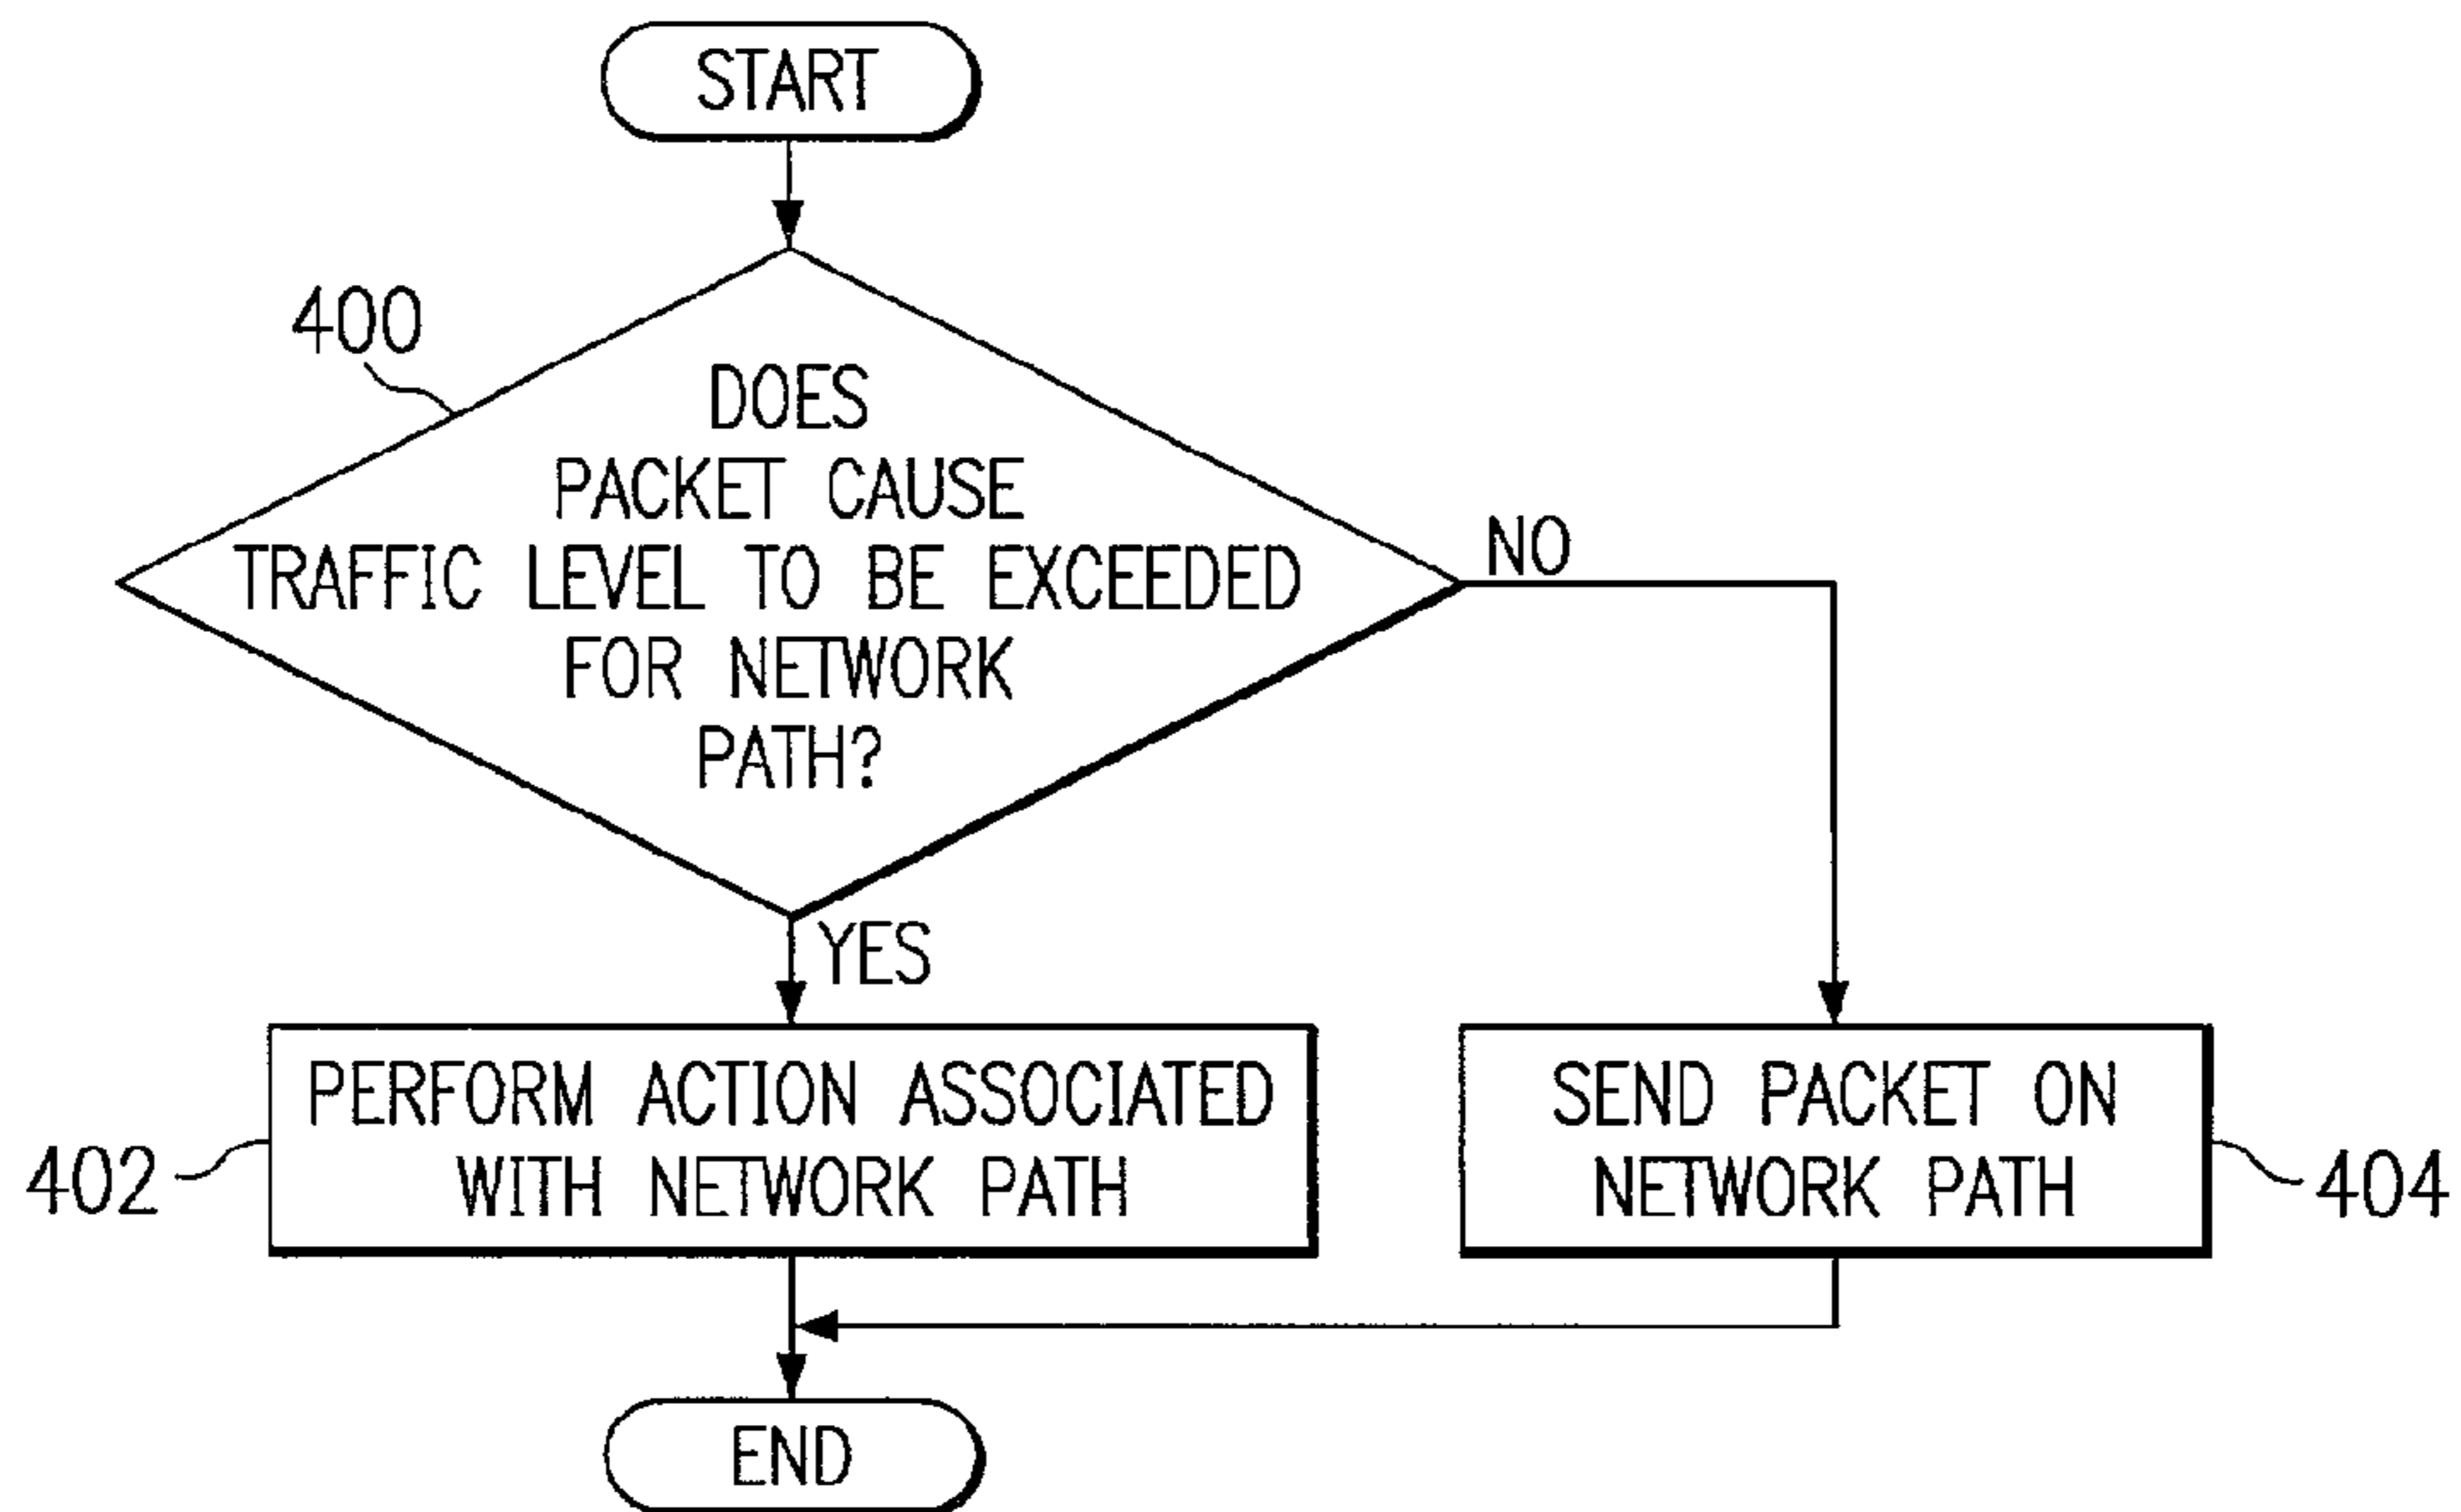 START
400
DOES
PACKET CAUSE
TRAFFIC LEVEL TO BE EXCEEDED
FOR NETWORK
PATH?
NO
YES
PERFORM ACTION ASSOCIATED
WITH NETWORK PATH
402
SEND PACKET ON
NETWORK PATH
404
END